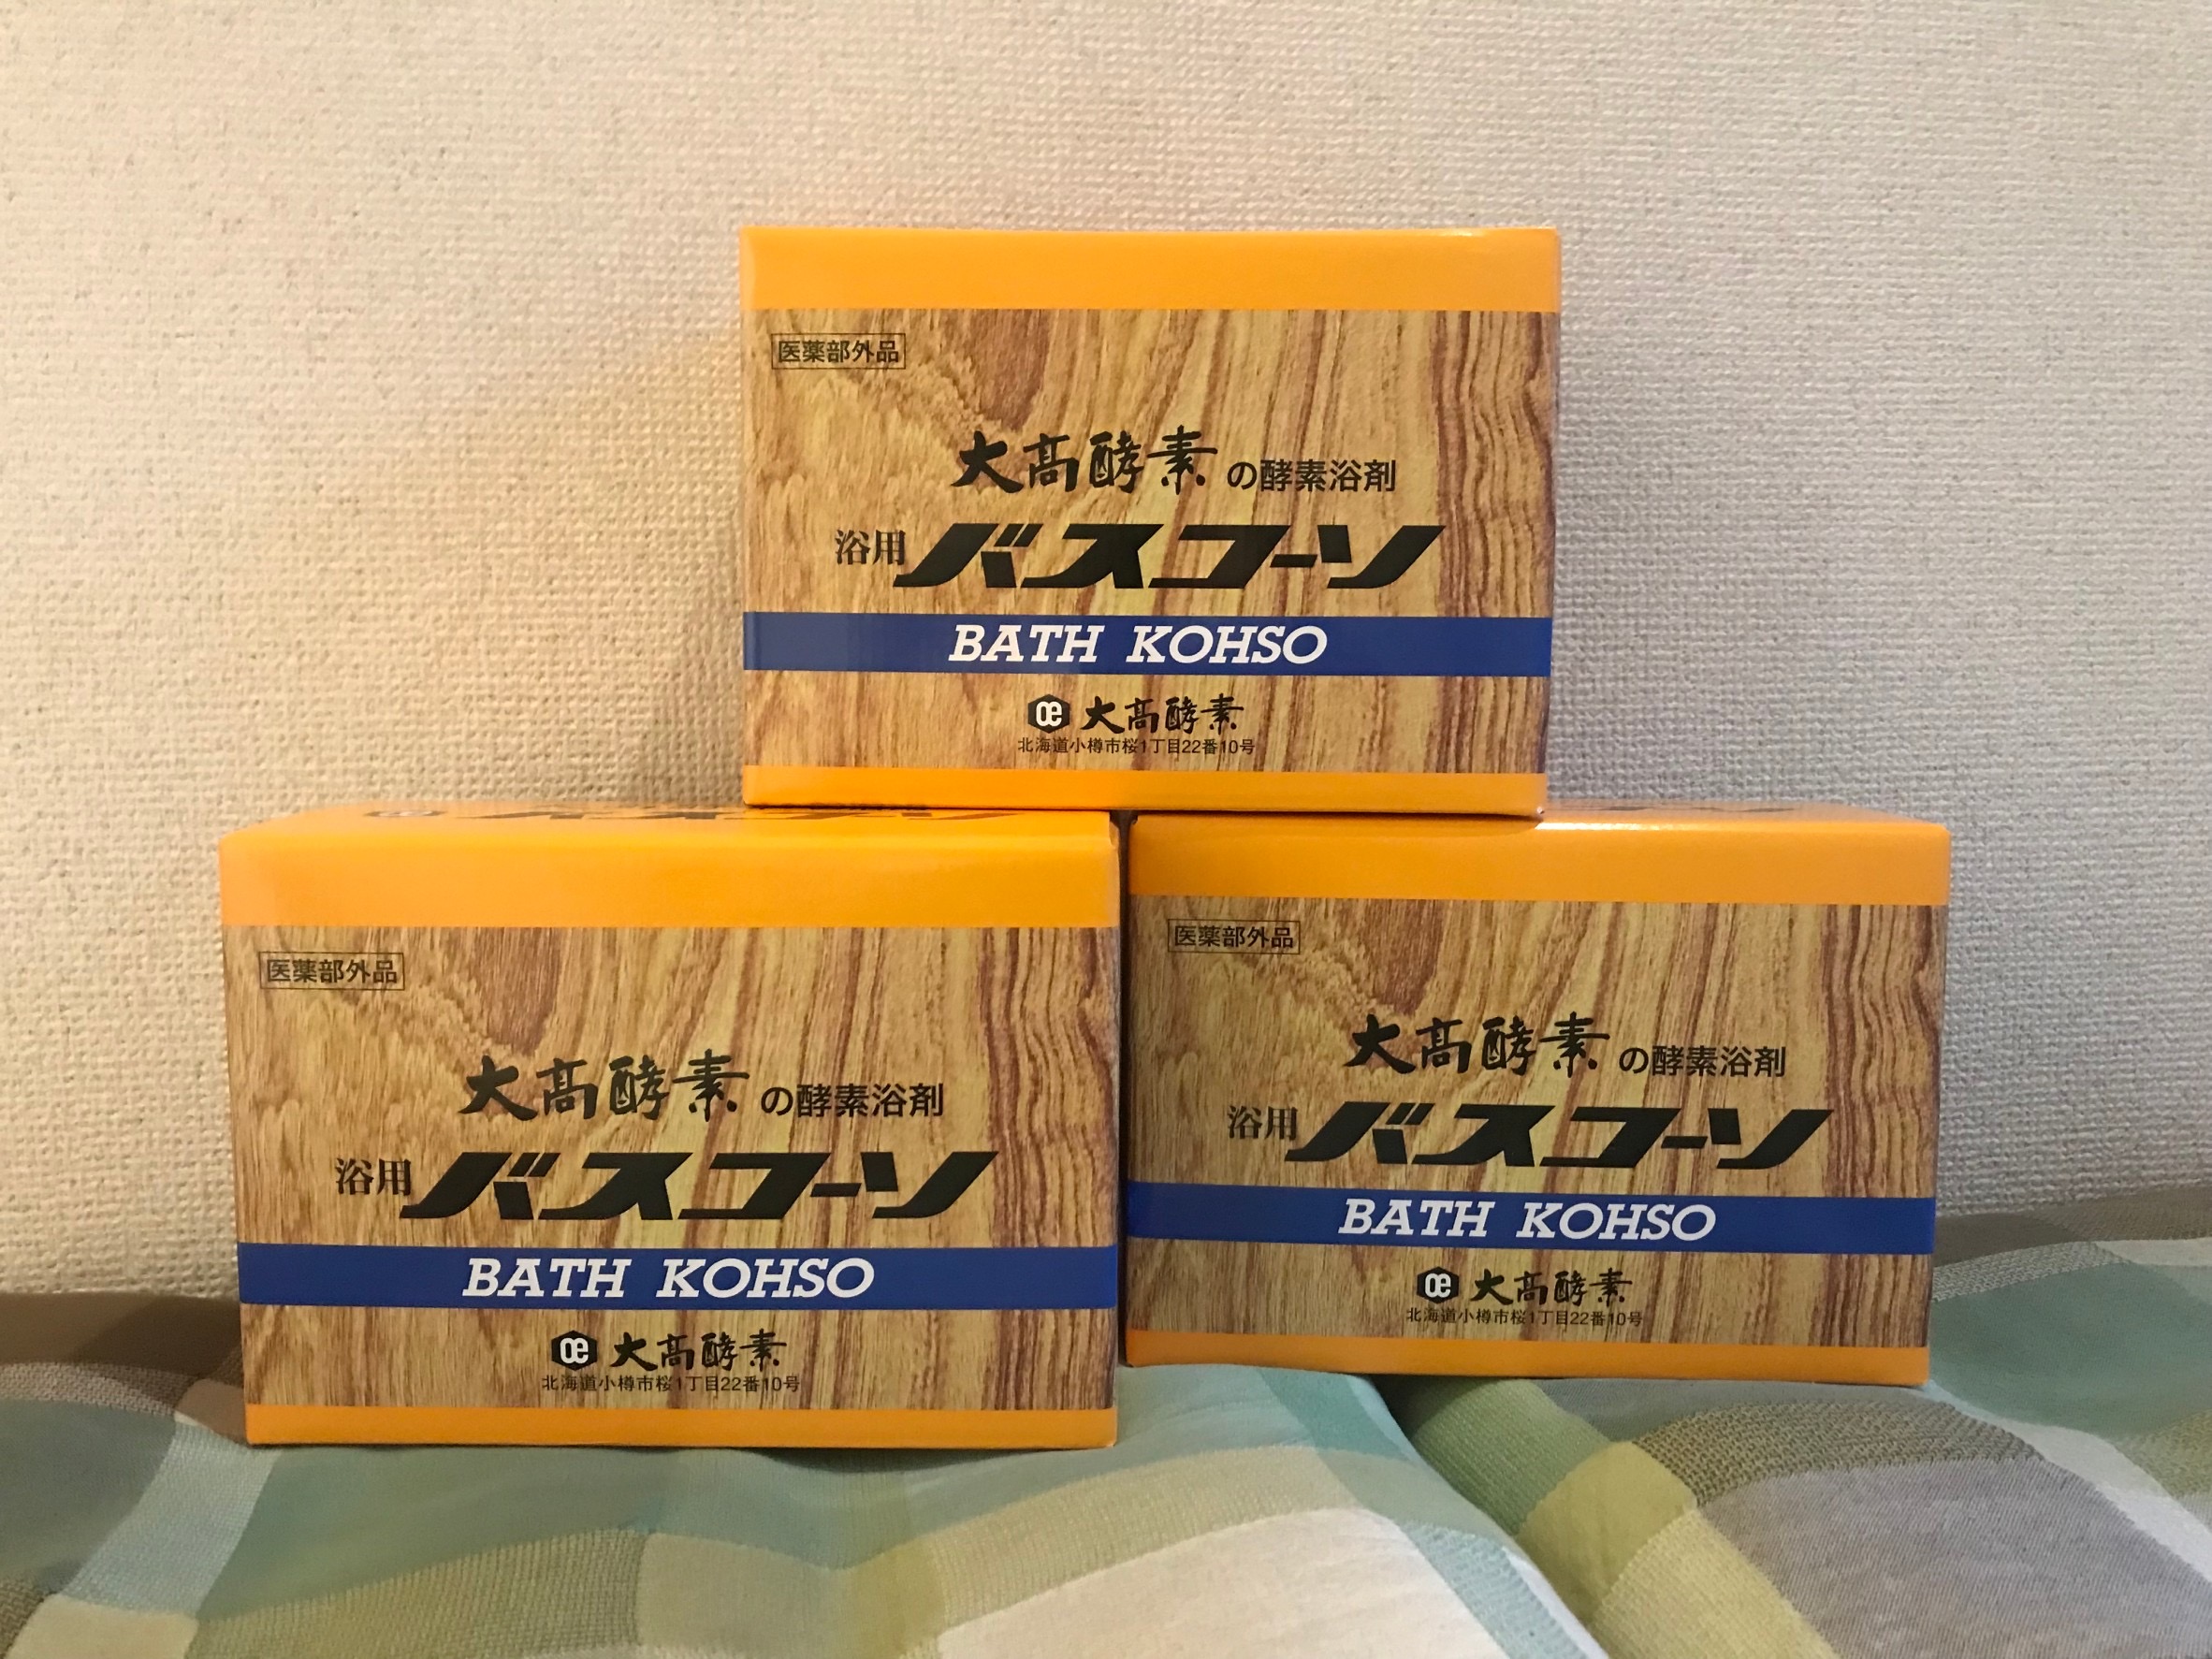 医薬部外品
大高酵素の酵素浴剤
浴用バスコーソ
BATH KOHSO
œ 大高酵素
北海道小樽市桜1丁目22番10号
バスコーソ
医薬部外品
大高酵素の酵素浴剤
浴用バスコーソ
BATH KOHSO
œ 大高酵素
北海道小樽市桜1丁目22番10号
医薬部外品
大高酵素の酵素浴剤
浴用バスコーソ
BATH KOHSO
œ 大高酵素
北海道小樽市桜1丁目22番10号